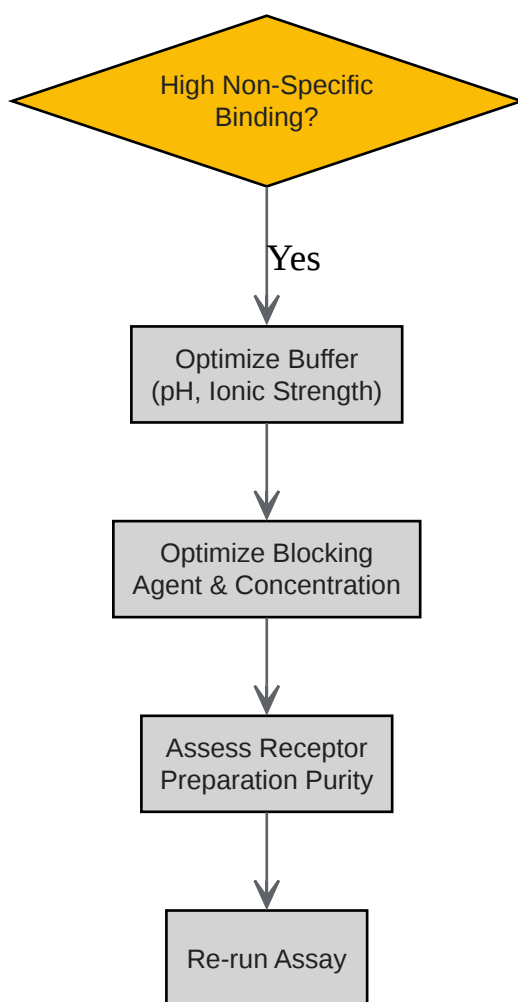 High Non-Specific
Binding?
Yes
Optimize Buffer
(pH, Ionic Strength)
Optimize Blocking
Agent & Concentration
Assess Receptor
Preparation Purity
Re-run Assay